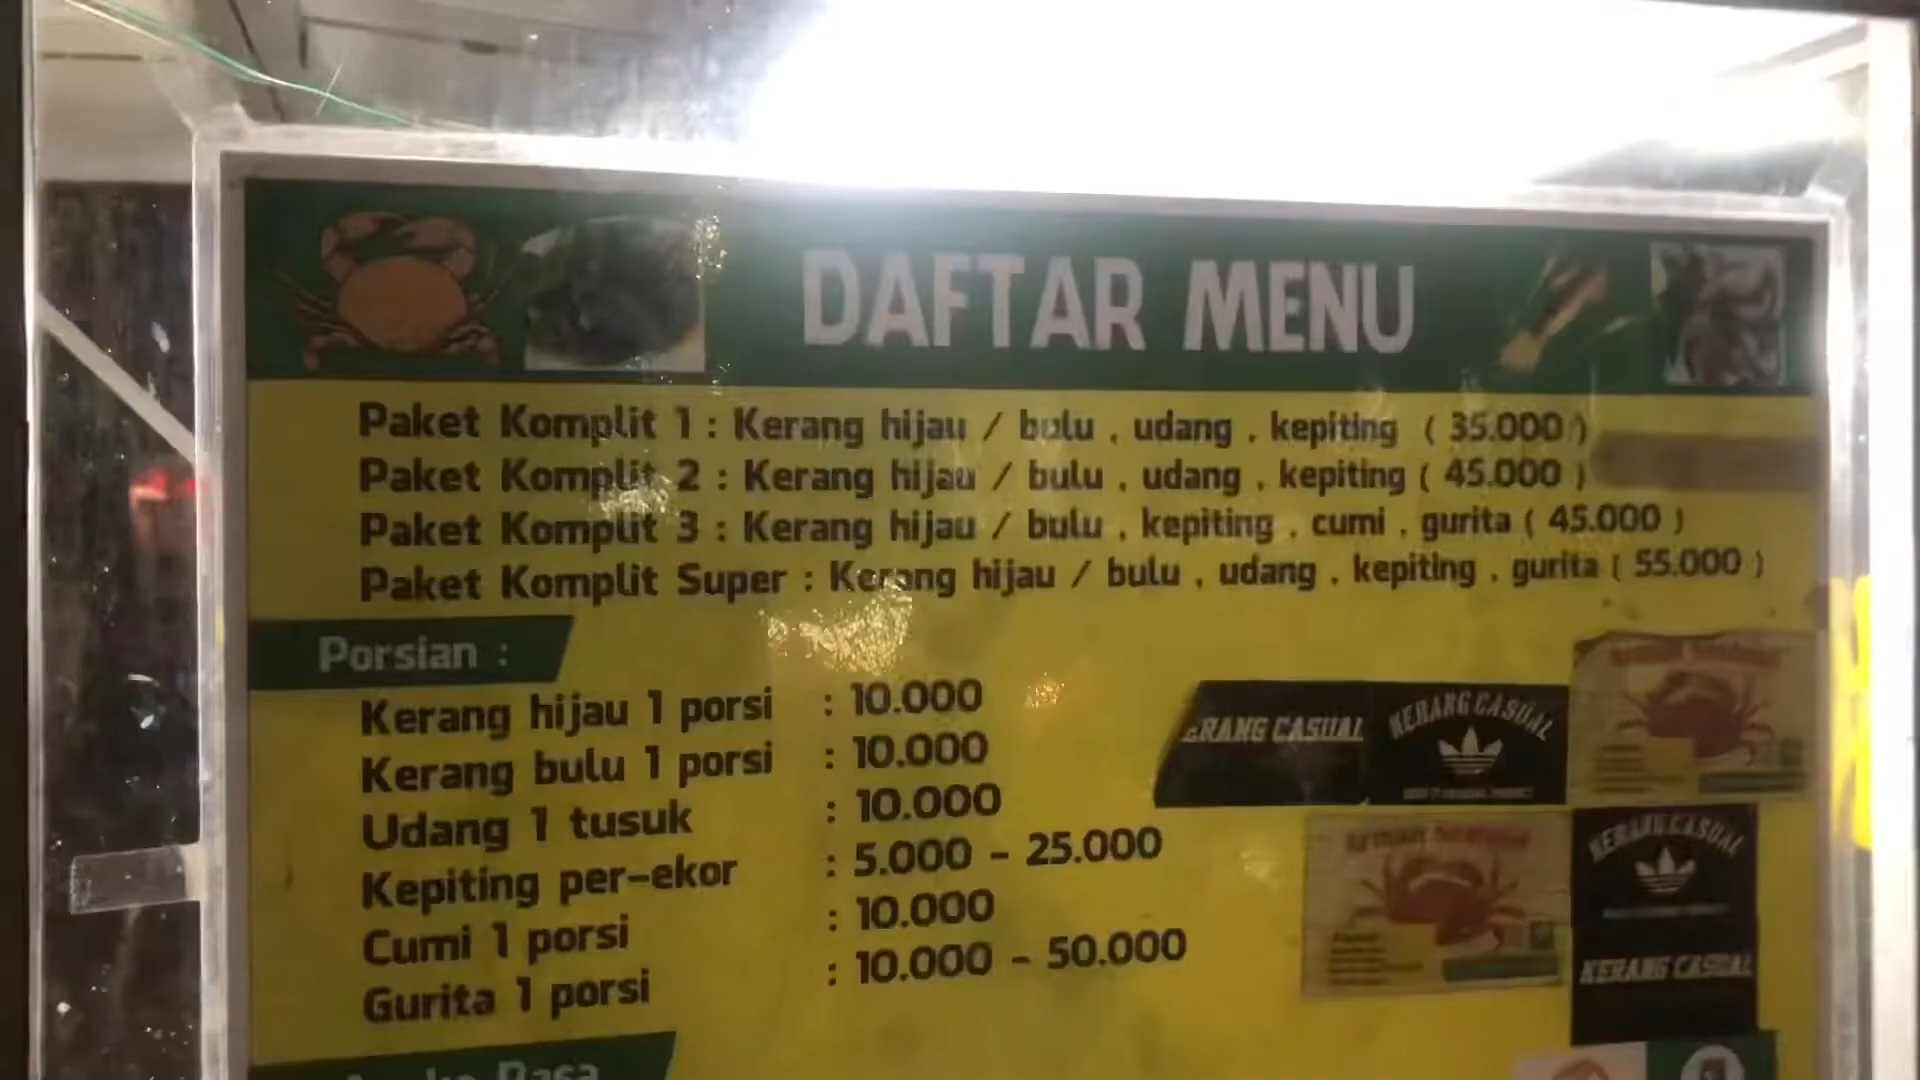 DAFTAR MENU
Paket Komplit 1 : Kerang hijau / bulu , udang , kepiting ( 35.000 )
Paket Komplit 2 : Kerang hijau / bulu , udang , kepiting ( 45.000 )
Paket Komplit 3 : Kerang hijau / bulu , kepiting , cumi , gurita ( 45.000 )
Paket Komplit Super : Kerang hijau / bulu , udang , kepiting , gurita ( 55.000 )
Porsian :
Kerang hijau 1 porsi : 10.000
Kerang bulu 1 porsi : 10.000
Udang 1 tusuk : 10.000
Kepiting per-ekor : 5.000 - 25.000
Cumi 1 porsi : 10.000
Gurita 1 porsi : 10.000 - 50.000
Rasa
ERANG CASUAL
KERANG CASUAL
KERANG CASUAL
KERANG CASUAL